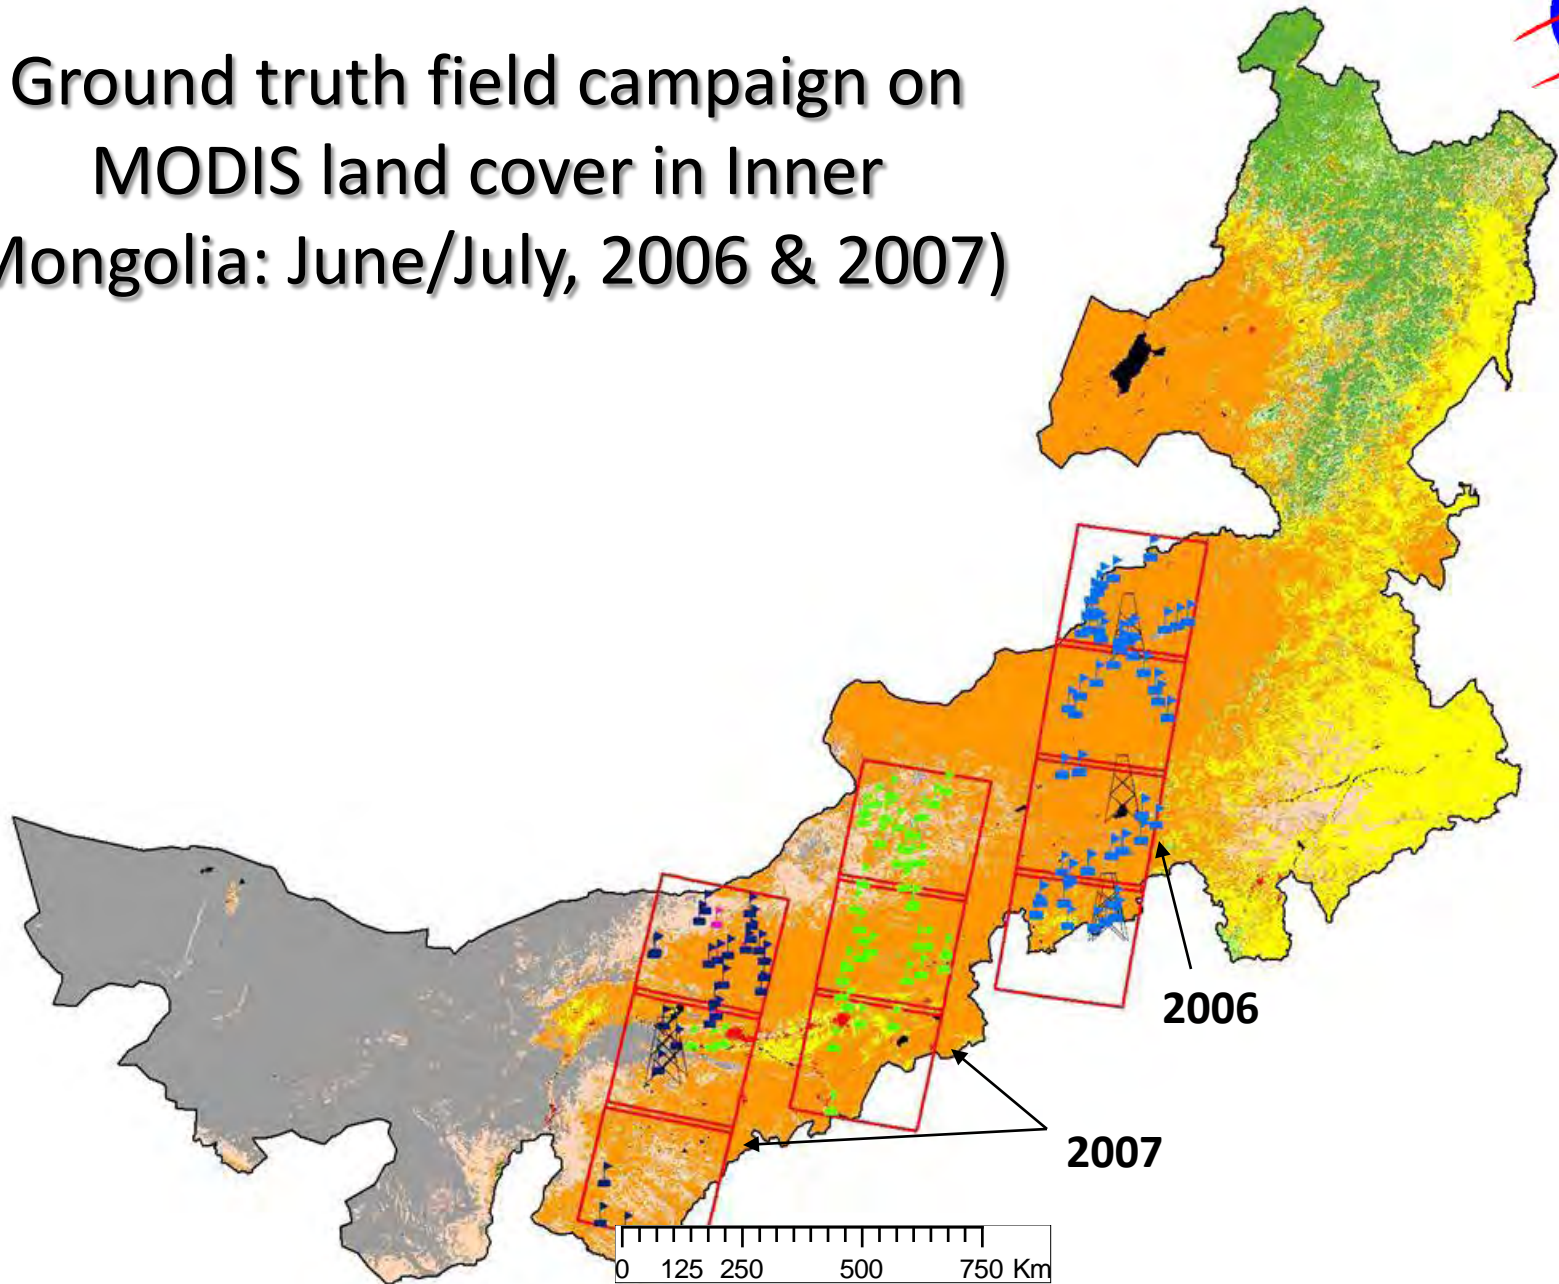 Ground truth field campaign on
MODIS land cover in Inner
Mongolia: June/July, 2006 & 2007)
2006
2007
0 125 250 500 750 Km